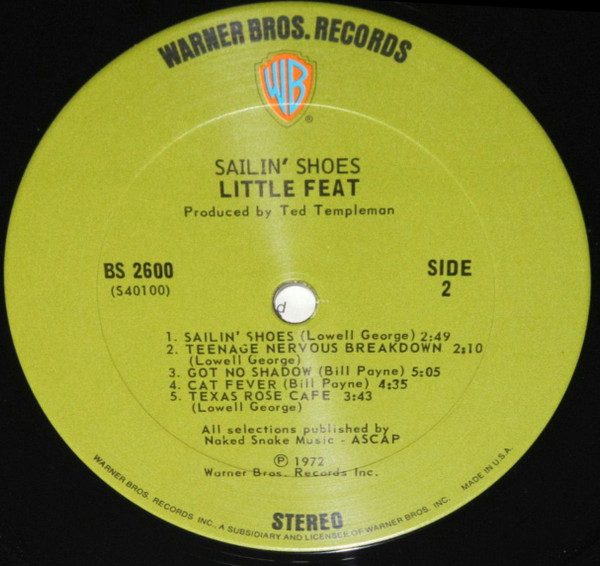 WARNER BROS. RECORDS
WB
®
SAILIN' SHOES
LITTLE FEAT
Produced by Ted Templeman
BS 2600
(S40100)
SIDE
2
d
1. SAILIN' SHOES (Lowell George) 2:49
2. TEENAGE NERVOUS BREAKDOWN 2:10
(Lowell George)
3. GOT NO SHADOW (Bill Payne) 5:05
4. CAT FEVER (Bill Payne) 4:35
5. TEXAS ROSE CAFE 3:43
(Lowell George)
All selections published by
Naked Snake Music - ASCAP
℗ 1972
Warner Bros. Records Inc.
STEREO
WARNER BROS. RECORDS INC., A SUBSIDIARY AND LICENSEE OF WARNER BROS. INC. MADE IN U.S.A.